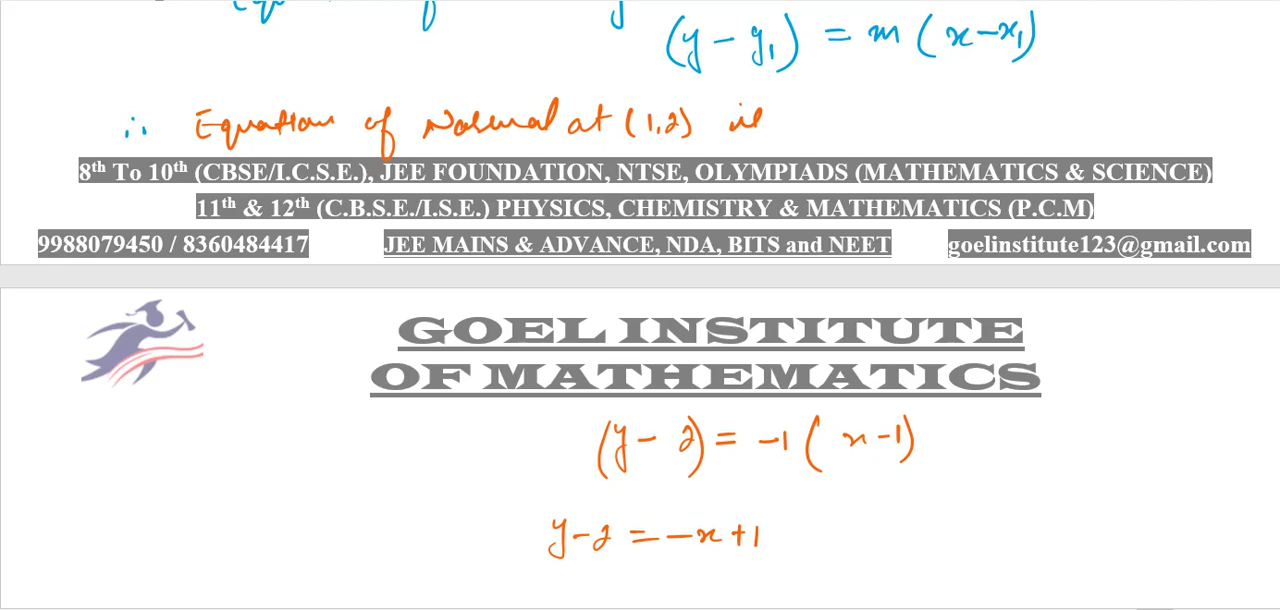 (y - y₁) = m (x - x₁)
∴ Equation of Normal at (1,2) is
8th To 10th (CBSE/I.C.S.E.), JEE FOUNDATION, NTSE, OLYMPIADS (MATHEMATICS & SCIENCE)
11th & 12th (C.B.S.E./I.S.E.) PHYSICS, CHEMISTRY & MATHEMATICS (P.C.M)
9988079450 / 8360484417 JEE MAINS & ADVANCE, NDA, BITS and NEET goelinstitute123@gmail.com
GOEL INSTITUTE
OF MATHEMATICS
(y - 2) = -1 (x - 1)
y - 2 = -x + 1